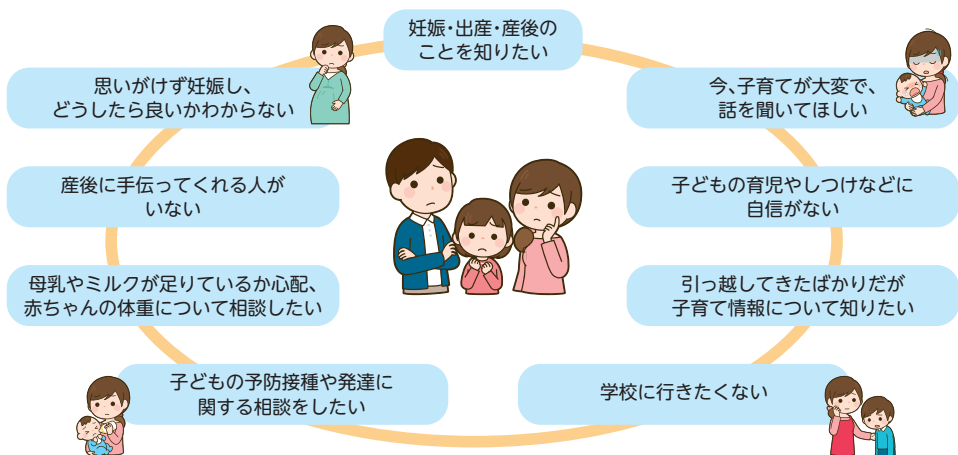 妊娠・出産・産後の
ことを知りたい
思いがけず妊娠し、
どうしたら良いかわからない
今、子育てが大変で、
話を聞いてほしい
産後に手伝ってくれる人が
いない
子どもの育児やしつけなどに
自信がない
母乳やミルクが足りているか心配、
赤ちゃんの体重について相談したい
引っ越してきたばかりだが
子育て情報について知りたい
子どもの予防接種や発達に
関する相談をしたい
学校に行きたくない